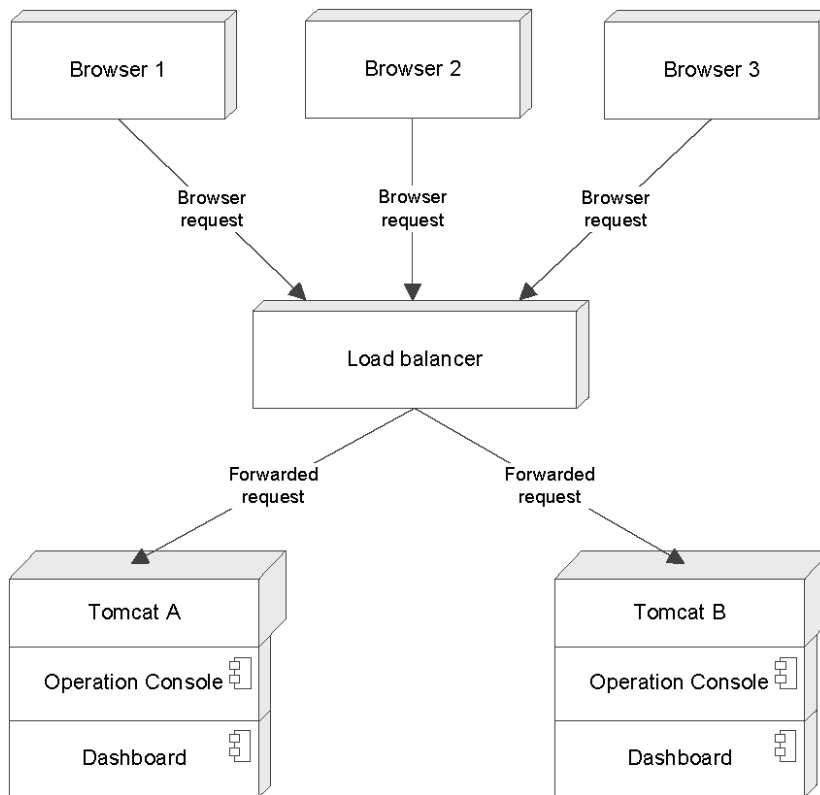 Browser 1
Browser 2
Browser 3
Browser
request
Browser
request
Browser
request
Load balancer
Forwarded
request
Forwarded
request
Tomcat A
Operation Console
Dashboard
Tomcat B
Operation Console
Dashboard